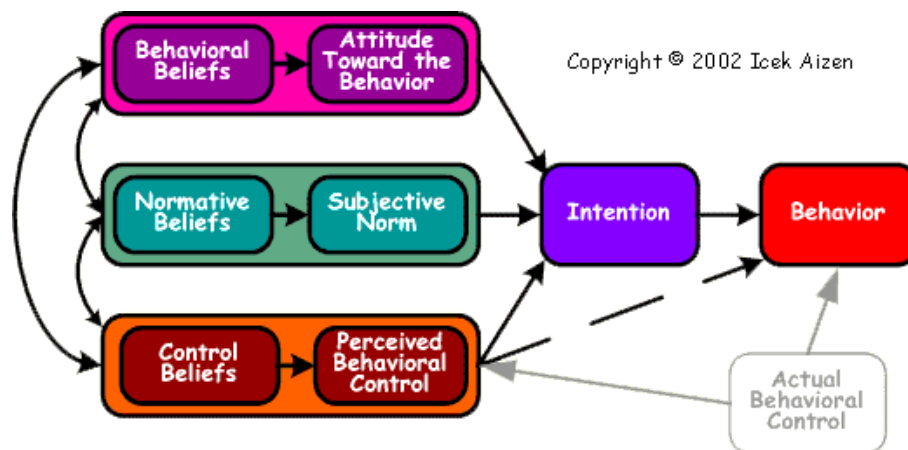 Behavioral
Beliefs
Attitude
Toward the
Behavior
Copyright © 2002 Icek Aizen
Normative
Beliefs
Subjective
Norm
Intention
Behavior
Control
Beliefs
Perceived
Behavioral
Control
Actual
Behavioral
Control